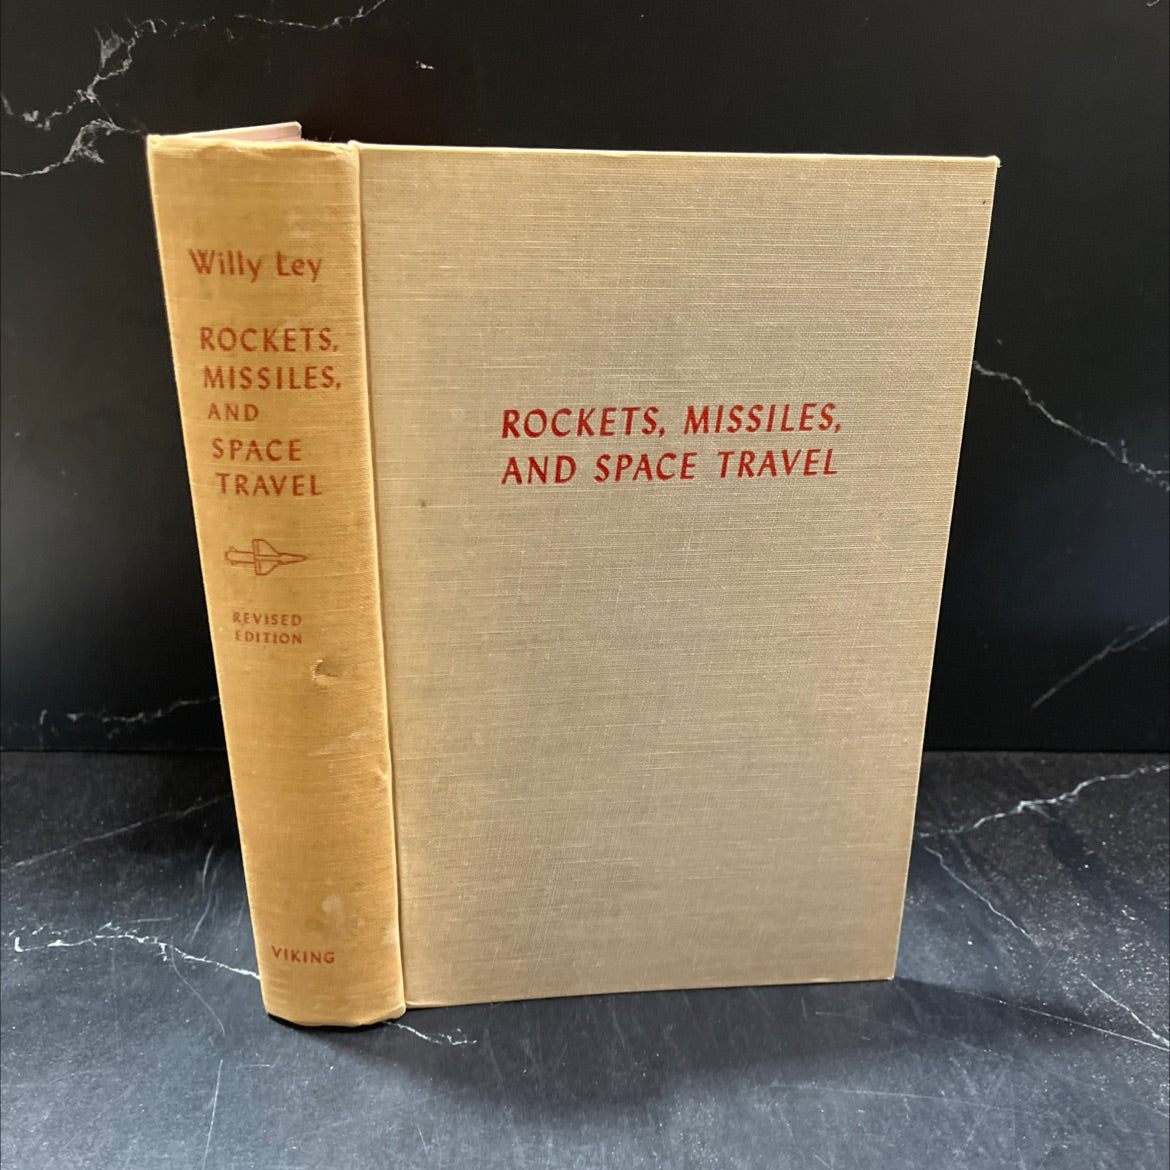 Willy Ley
ROCKETS,
MISSILES,
AND
SPACE
TRAVEL
REVISED
EDITION
VIKING
ROCKETS, MISSILES,
AND SPACE TRAVEL